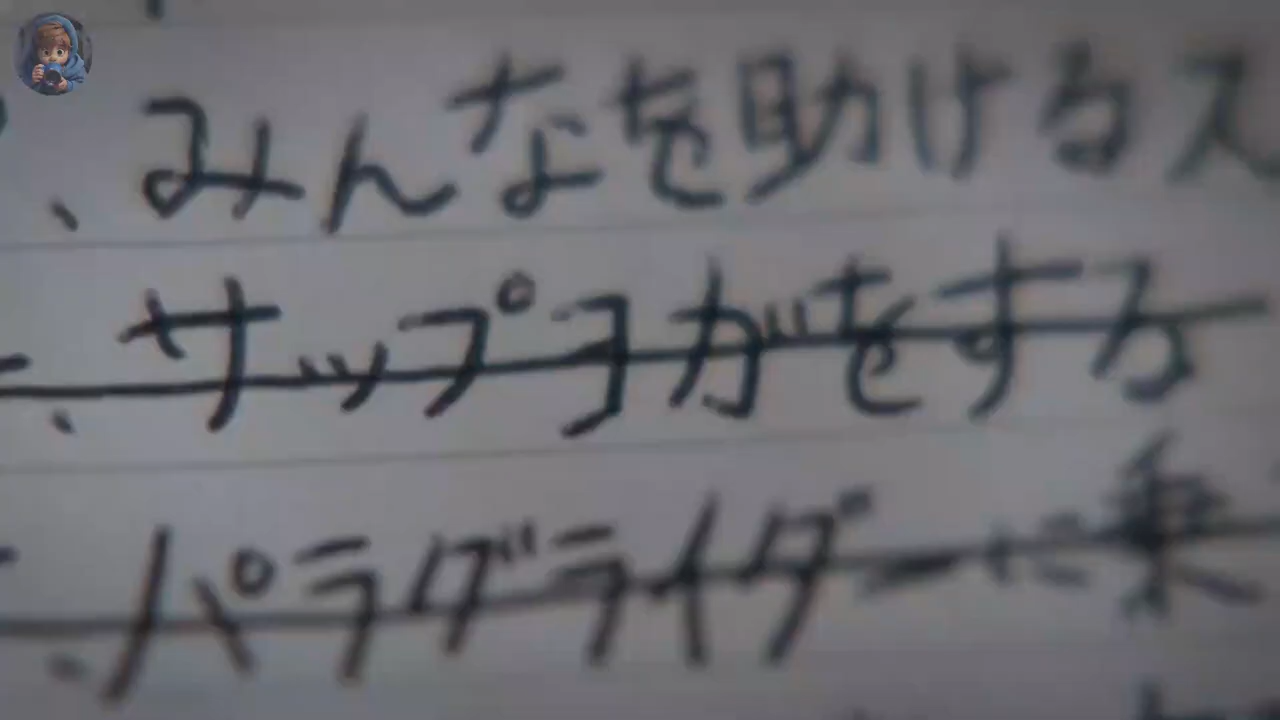 、みんなを助けるス
、サップヨガをする
、パラグライダーに乗